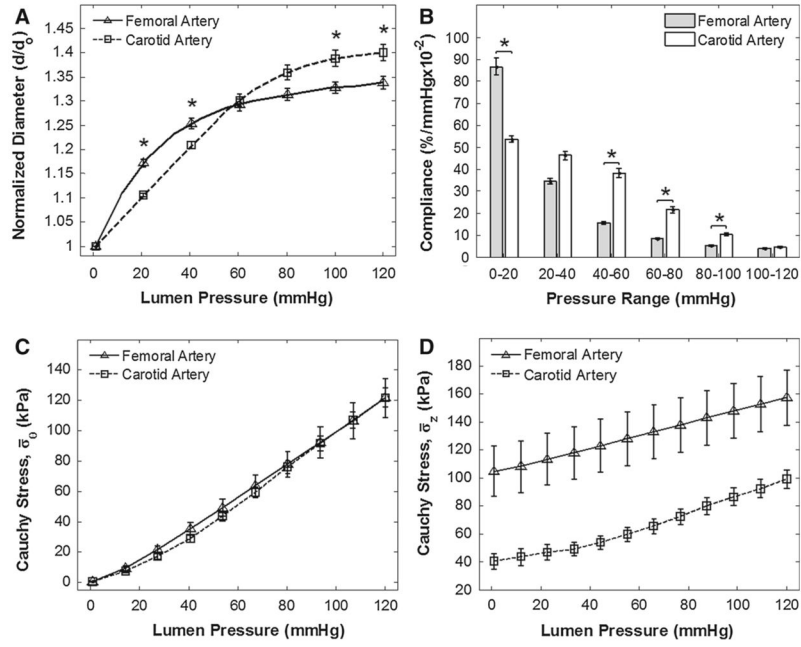 A
Femoral Artery
Carotid Artery
Normalized Diameter (d/do)
1.45
1.4
1.35
1.3
1.25
1.2
1.15
1.1
1.05
1
* * * *
0 20 40 60 80 100 120
Lumen Pressure (mmHg)
B
Femoral Artery
Carotid Artery
Compliance (%/mmHgx10-2)
100
90
80
70
60
50
40
30
20
10
0
* * * *
0-20 20-40 40-60 60-80 80-100 100-120
Pressure Range (mmHg)
C
Femoral Artery
Carotid Artery
Cauchy Stress, σ̅θ (kPa)
140
120
100
80
60
40
20
0
0 20 40 60 80 100 120
Lumen Pressure (mmHg)
D
Femoral Artery
Carotid Artery
Cauchy Stress, σ̅z (kPa)
180
160
140
120
100
80
60
40
20
0 20 40 60 80 100 120
Lumen Pressure (mmHg)